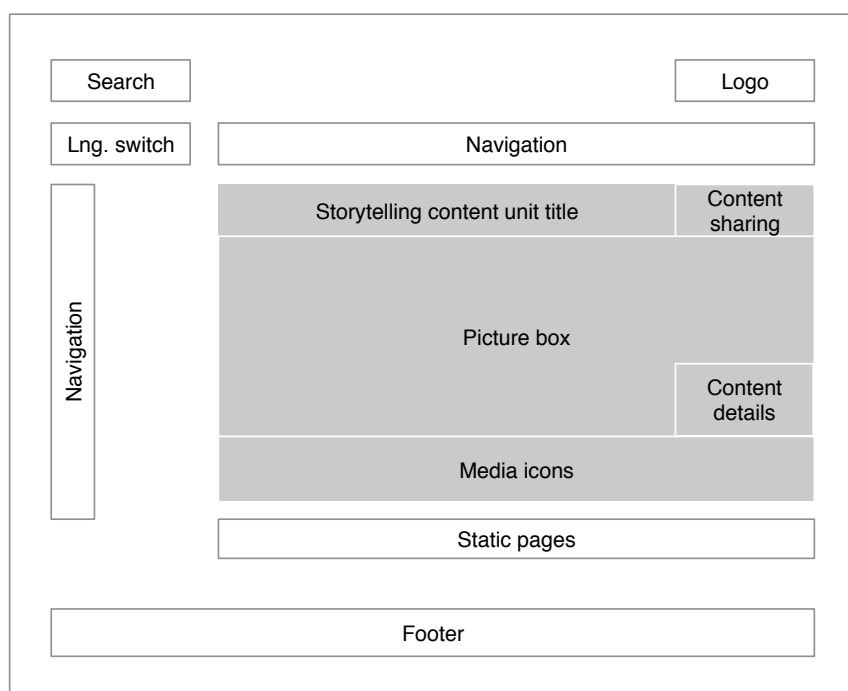 Search
Logo
Lng. switch
Navigation
Storytelling content unit title
Content
sharing
Navigation
Picture box
Content
details
Media icons
Static pages
Footer